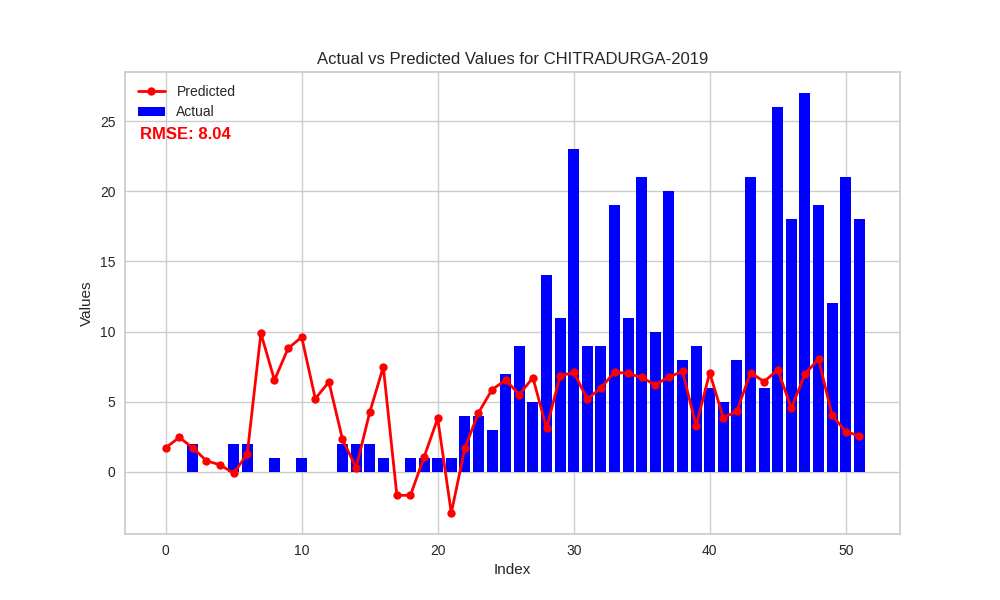 Actual vs Predicted Values for CHITRADURGA-2019
Predicted
Actual
RMSE: 8.04
25
20
15
10
5
0
Values
0 10 20 30 40 50
Index